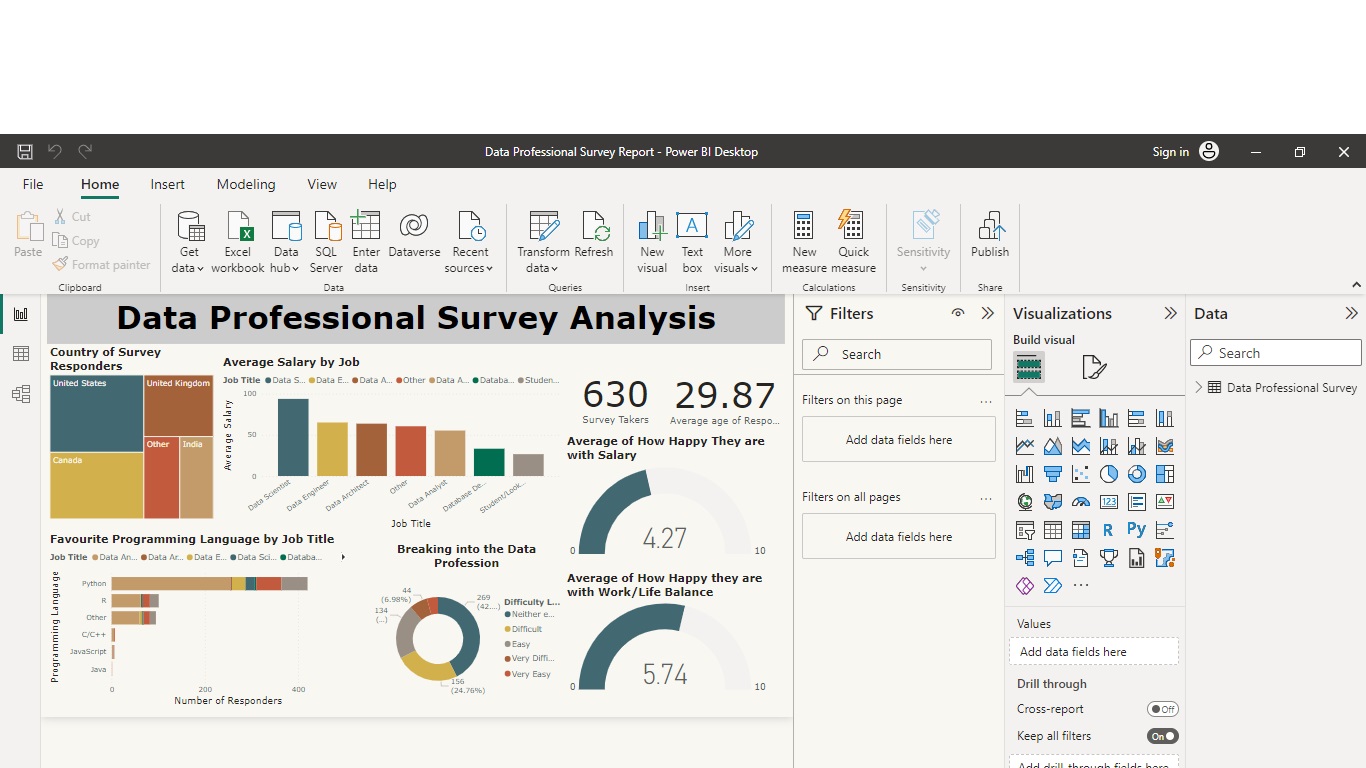 Data Professional Survey Report - Power BI Desktop
Sign in
File Home Insert Modeling View Help
Paste
Cut
Copy
Format painter
Clipboard
Get data
Excel workbook
Data hub
SQL Server
Enter data
Dataverse
Recent sources
Data
Transform data
Refresh
Queries
New visual
Text box
More visuals
Insert
New measure
Quick measure
Calculations
Sensitivity
Sensitivity
Publish
Share
Data Professional Survey Analysis
Country of Survey
Responders
United States
United Kingdom
Canada
Other
India
Average Salary by Job
Job Title Data S... Data E... Data A... Other Data A... Databa... Studen...
Average Salary
100
50
0
Data Scientist
Data Engineer
Data Architect
Other
Data Analyst
Database De...
Student/Look...
Job Title
630
Survey Takers
29.87
Average age of Respo...
Average of How Happy They are
with Salary
4.27
0
10
Favourite Programming Language by Job Title
Job Title Data An... Data Ar... Data E... Data Sci... Databa...
Programming Language
Python
R
Other
C/C++
JavaScript
Java
0 200 400
Number of Responders
Breaking into the Data
Profession
44
(6.98%)
134
(...)
269
(42....)
156
(24.76%)
Difficulty L...
Neither e...
Difficult
Easy
Very Diffi...
Very Easy
Average of How Happy they are
with Work/Life Balance
5.74
0
10
Filters
Search
Filters on this page
...
Add data fields here
Filters on all pages
...
Add data fields here
Visualizations
Build visual
123
R
Py
...
Values
Add data fields here
Drill through
Cross-report
Off
Keep all filters
On
Add drill-through fields here
Data
Search
Data Professional Survey